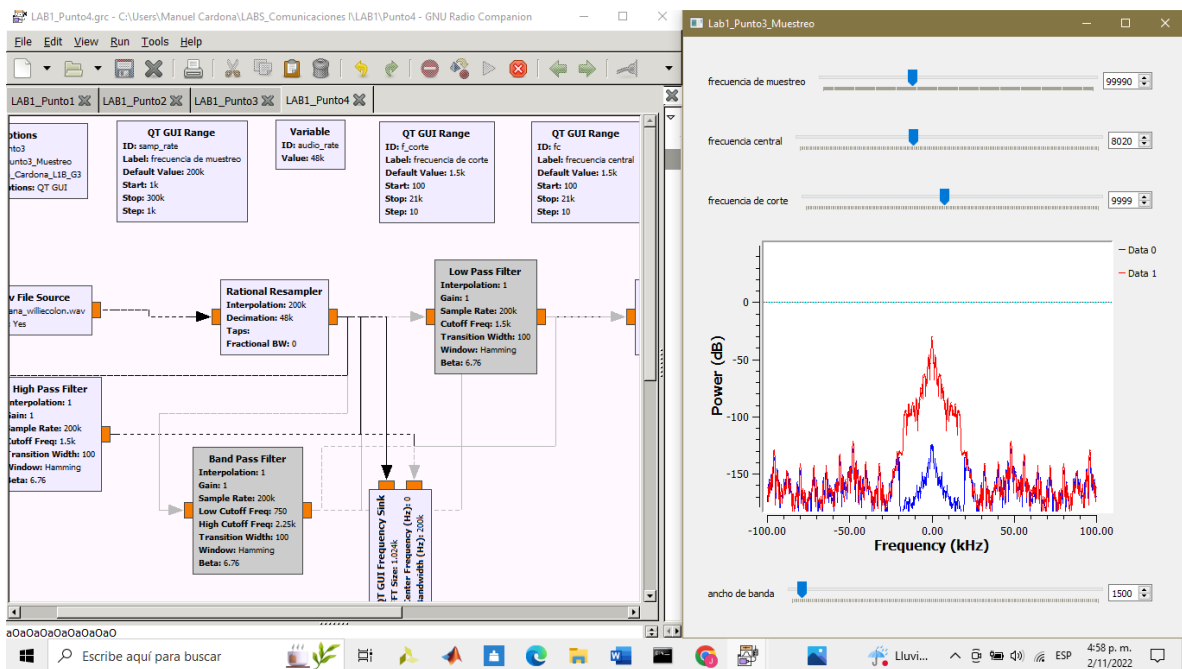 LAB1_Punto4.grc - C:\Users\Manuel Cardona\LABS_Comunicaciones I\LAB1\Punto4 - GNU Radio Companion
File Edit View Run Tools Help
LAB1_Punto1 LAB1_Punto2 LAB1_Punto3 LAB1_Punto4
otions
unto3
unto3_Muestreo
_Cardona_L1B_G3
ptions: QT GUI
QT GUI Range
ID: samp_rate
Label: frecuencia de muestreo
Default Value: 200k
Start: 1k
Stop: 300k
Step: 1k
Variable
ID: audio_rate
Value: 48k
QT GUI Range
ID: f_corte
Label: frecuencia de corte
Default Value: 1.5k
Start: 100
Stop: 21k
Step: 10
QT GUI Range
ID: fc
Label: frecuencia central
Default Value: 1.5k
Start: 100
Stop: 21k
Step: 10
v File Source
ana_williecolon.wav
: Yes
Rational Resampler
Interpolation: 200k
Decimation: 48k
Taps:
Fractional BW: 0
Low Pass Filter
Interpolation: 1
Gain: 1
Sample Rate: 200k
Cutoff Freq: 1.5k
Transition Width: 100
Window: Hamming
Beta: 6.76
High Pass Filter
nterpolation: 1
Gain: 1
Sample Rate: 200k
Cutoff Freq: 1.5k
Transition Width: 100
Window: Hamming
Beta: 6.76
Band Pass Filter
Interpolation: 1
Gain: 1
Sample Rate: 200k
Low Cutoff Freq: 750
High Cutoff Freq: 2.25k
Transition Width: 100
Window: Hamming
Beta: 6.76
QT GUI Frequency Sink
FT Size: 1.024k
enter Frequency (Hz): 0
andwidth (Hz): 200k
aOaOaOaOaOaOaOaO
Lab1_Punto3_Muestreo
frecuencia de muestreo 99990
frecuencia central 8020
frecuencia de corte 9999
Data 0
Data 1
0
-50
-100
-150
Power (dB)
-100.00 -50.00 0.00 50.00 100.00
Frequency (kHz)
ancho de banda 1500
Escribe aquí para buscar
Lluvi...
ESP
4:58 p. m.
2/11/2022